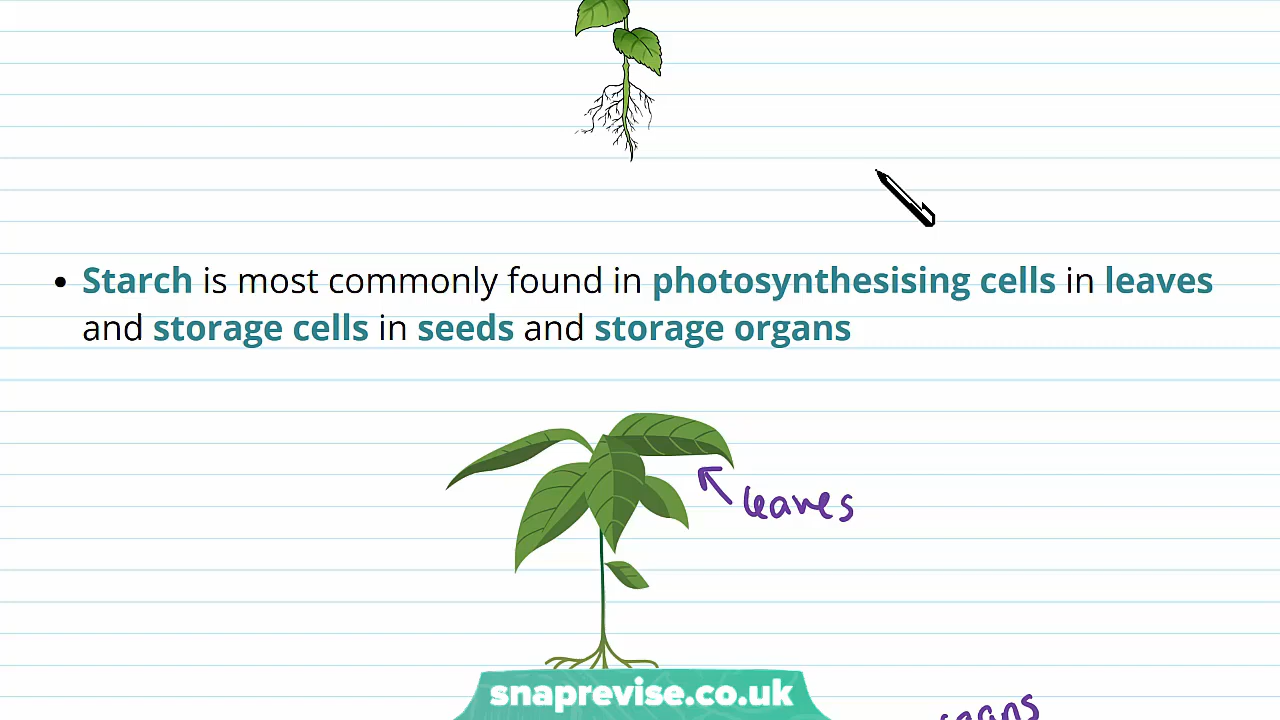 • Starch is most commonly found in photosynthesising cells in leaves
and storage cells in seeds and storage organs
leaves
snaprevise.co.uk